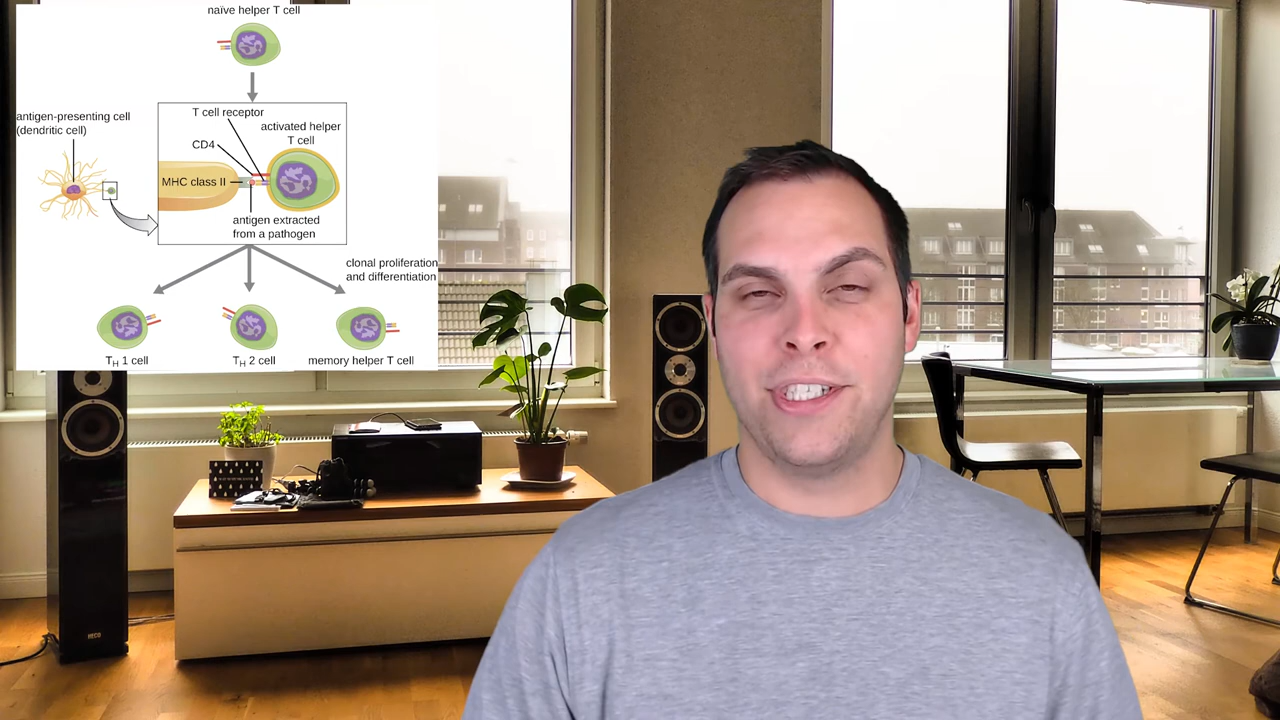 naïve helper T cell
T cell receptor
antigen-presenting cell
(dendritic cell)
activated helper
T cell
CD4
MHC class II
antigen extracted
from a pathogen
clonal proliferation
and differentiation
TH 1 cell
TH 2 cell
memory helper T cell
HECO